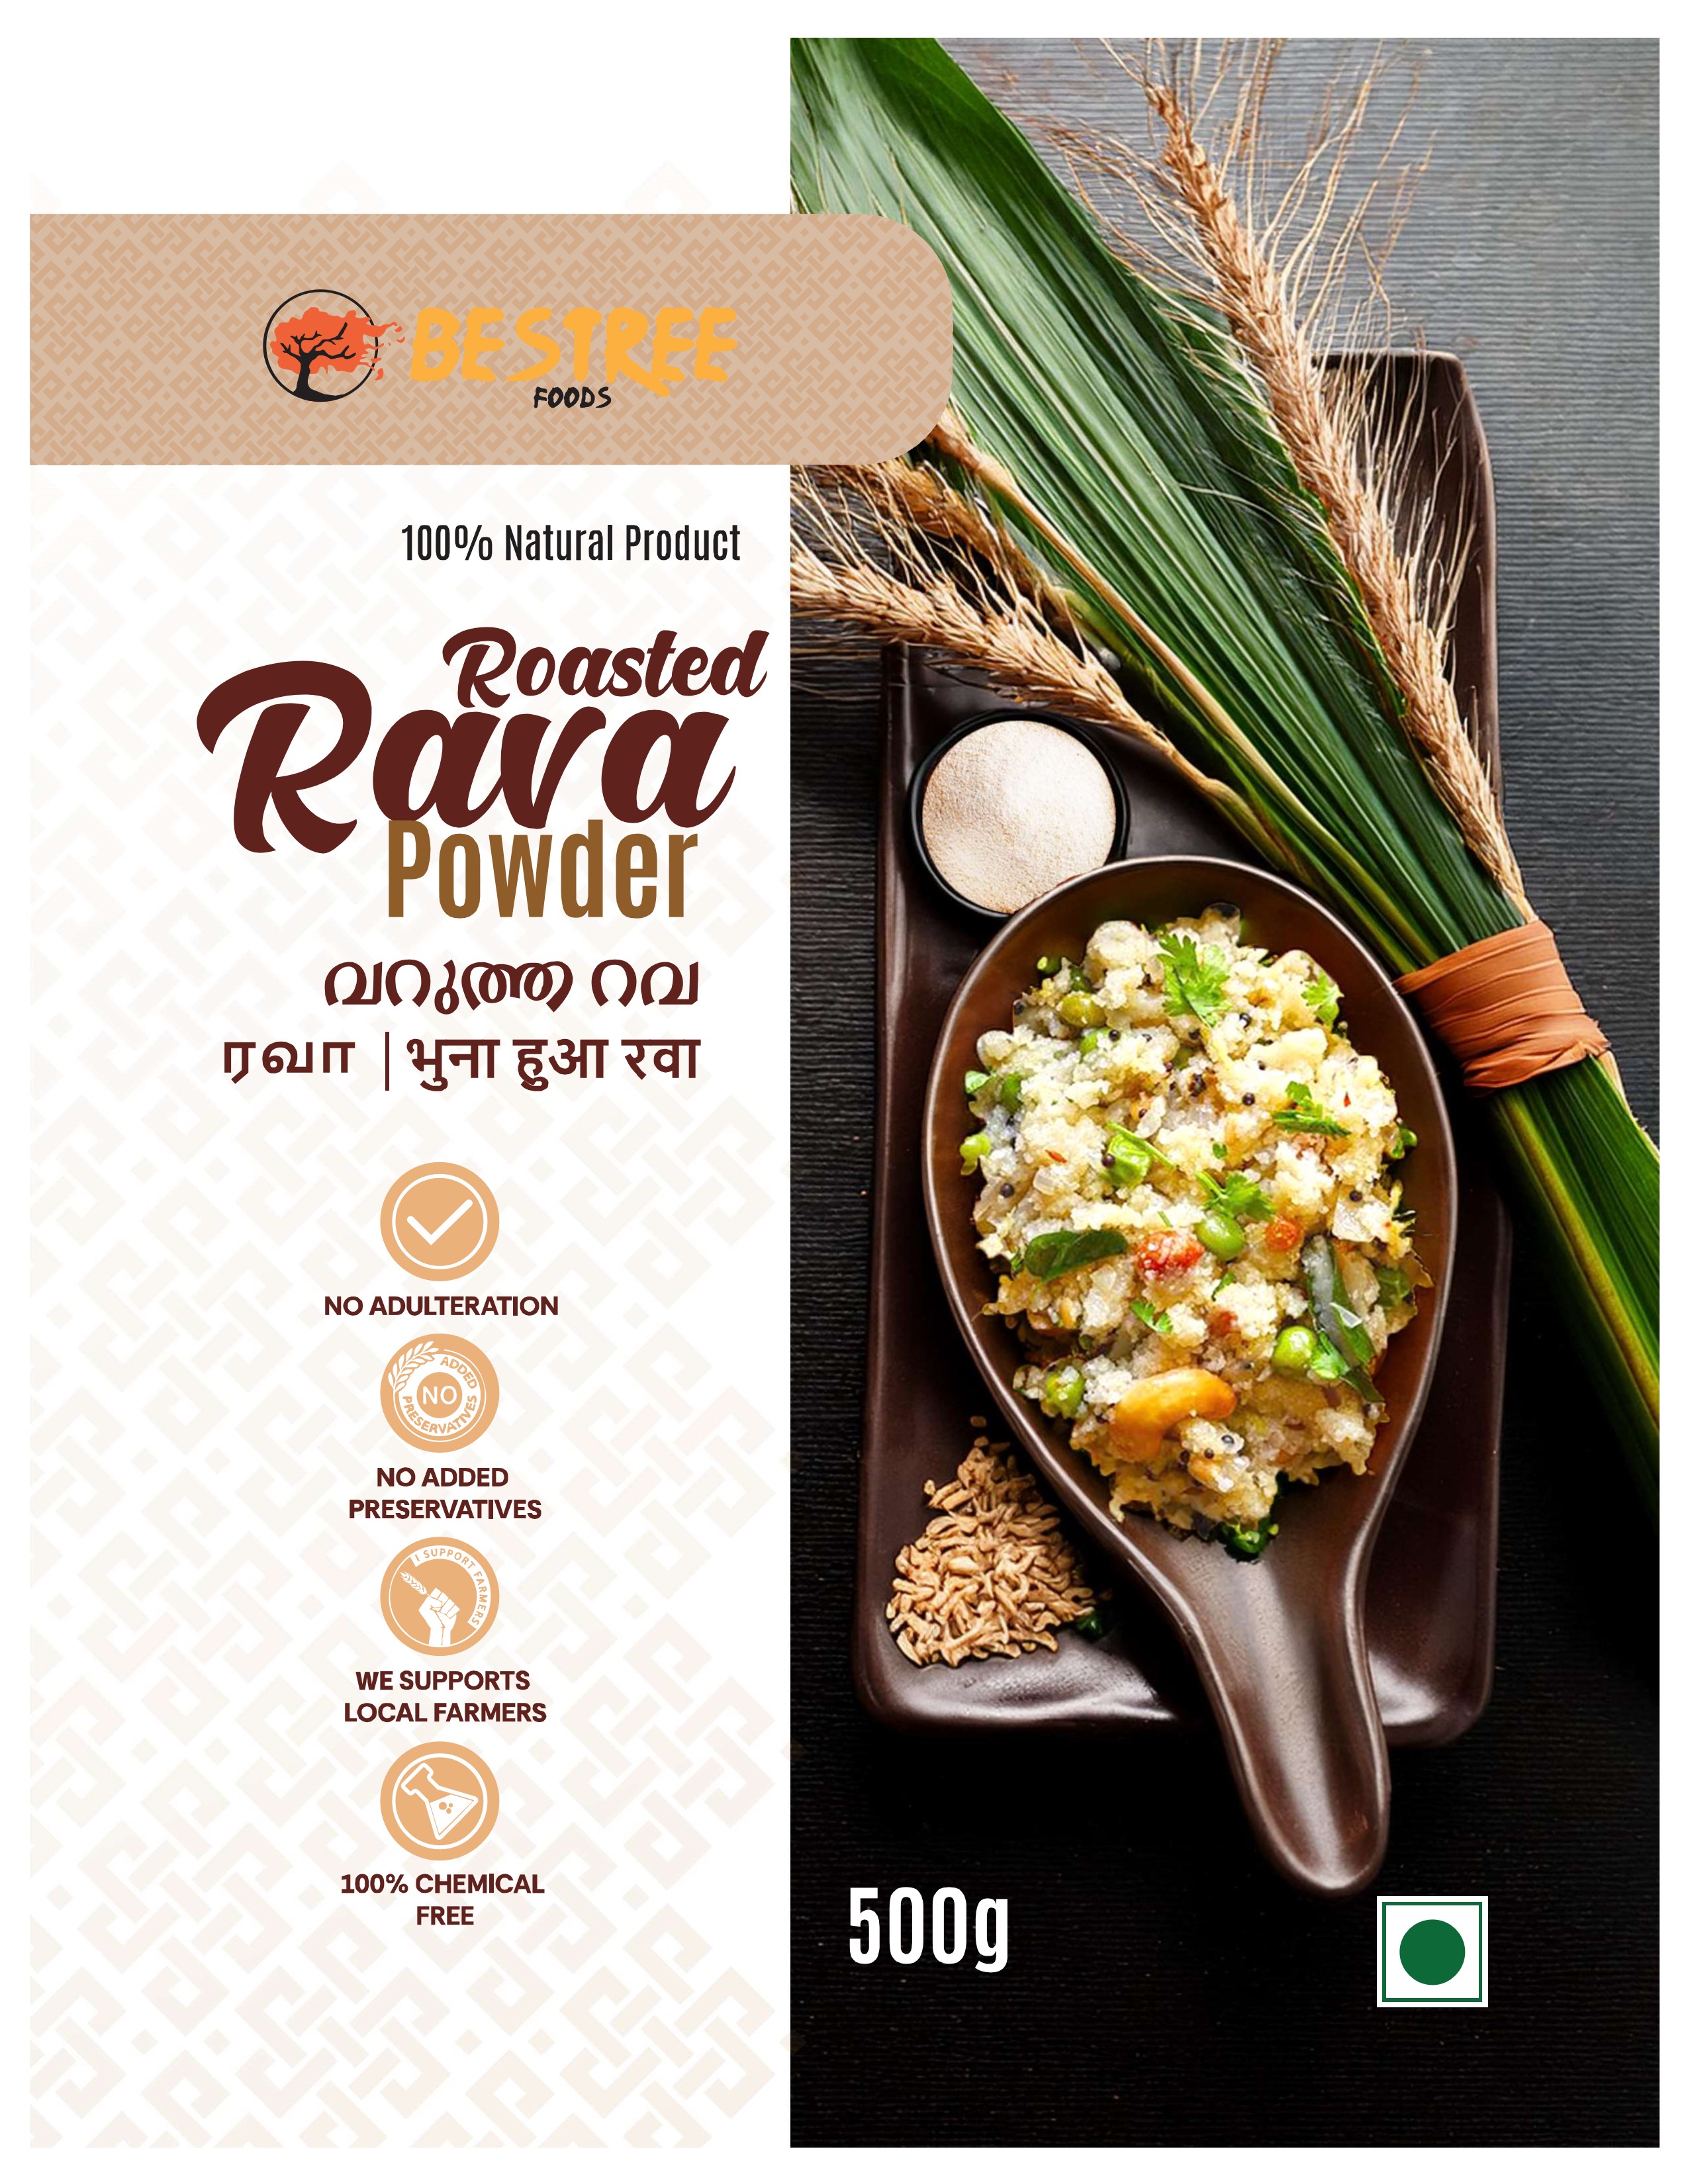 BESTREE
FOODS
100% Natural Product
Roasted
Rava
Powder
വറുത്ത റവ
ரவா | भुना हुआ रवा
NO ADULTERATION
ADDED
NO
PRESERVATIVES
NO ADDED
PRESERVATIVES
I SUPPORT FARMERS
WE SUPPORTS
LOCAL FARMERS
100% CHEMICAL
FREE
500g